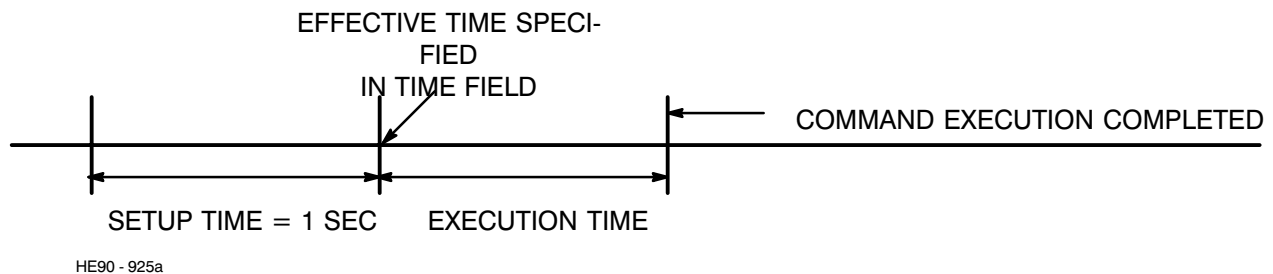 EFFECTIVE TIME SPECI-
FIED
IN TIME FIELD
COMMAND EXECUTION COMPLETED
SETUP TIME = 1 SEC
EXECUTION TIME
HE90 - 925a